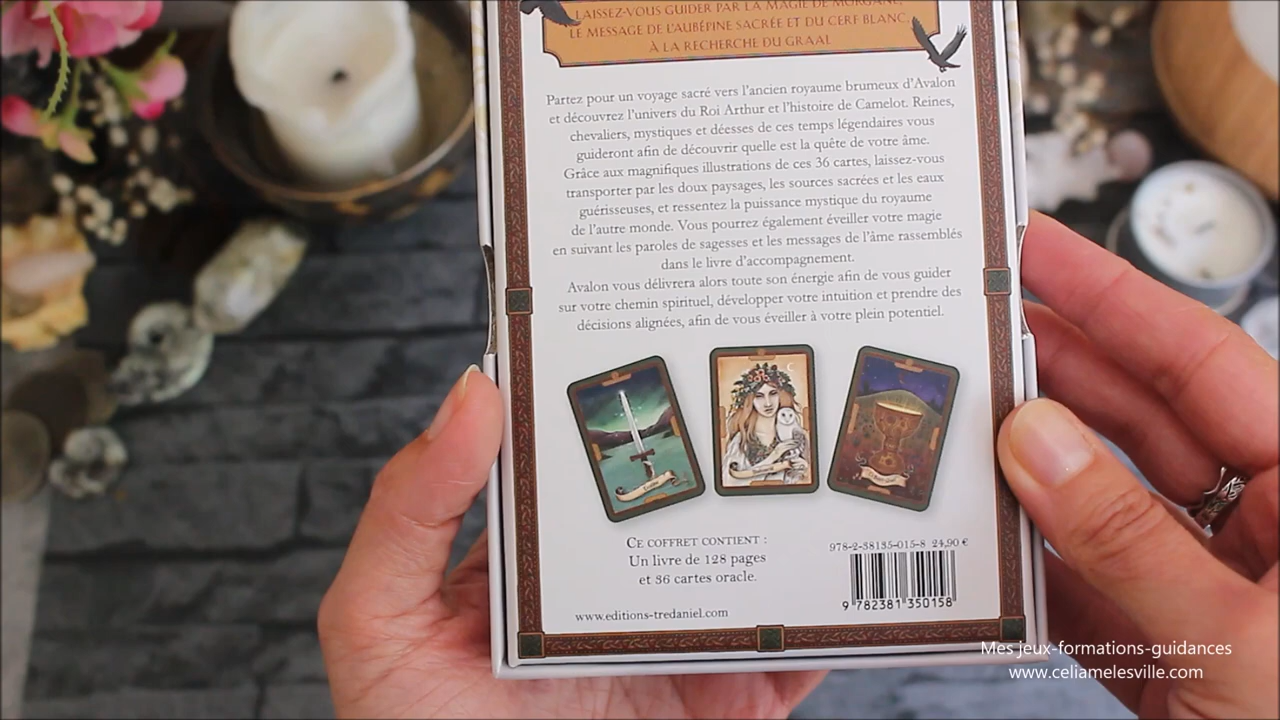 LAISSEZ-VOUS GUIDER PAR LA MAGIE DE MORGANE,
LE MESSAGE DE L'AUBÉPINE SACRÉE ET DU CERF BLANC,
À LA RECHERCHE DU GRAAL
Partez pour un voyage sacré vers l'ancien royaume brumeux d'Avalon
et découvrez l'univers du Roi Arthur et l'histoire de Camelot. Reines,
chevaliers, mystiques et déesses de ces temps légendaires vous
guideront afin de découvrir quelle est la quête de votre âme.
Grâce aux magnifiques illustrations de ces 36 cartes, laissez-vous
transporter par les doux paysages, les sources sacrées et les eaux
guérisseuses, et ressentez la puissance mystique du royaume
de l'autre monde. Vous pourrez également éveiller votre magie
en suivant les paroles de sagesses et les messages de l'âme rassemblés
dans le livre d'accompagnement.
Avalon vous délivrera alors toute son énergie afin de vous guider
sur votre chemin spirituel, développer votre intuition et prendre des
décisions alignées, afin de vous éveiller à votre plein potentiel.
CE COFFRET CONTIENT :
Un livre de 128 pages
et 36 cartes oracle.
www.editions-tredaniel.com
978-2-38135-015-8 24,90 €
9 782381 350158
Mes jeux-formations-guidances
www.celiamelesville.com